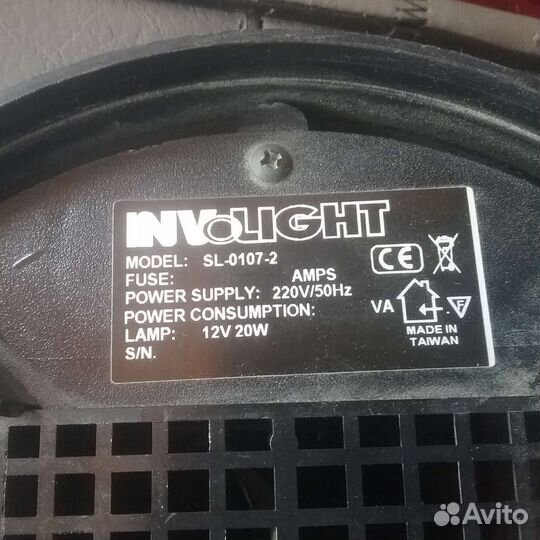 INVOLIGHT
MODEL: SL-0107-2
FUSE: AMPS
POWER SUPPLY: 220V/50Hz
POWER CONSUMPTION: VA
LAMP: 12V 20W
S/N.
CE
F
MADE IN
TAIWAN
Avito